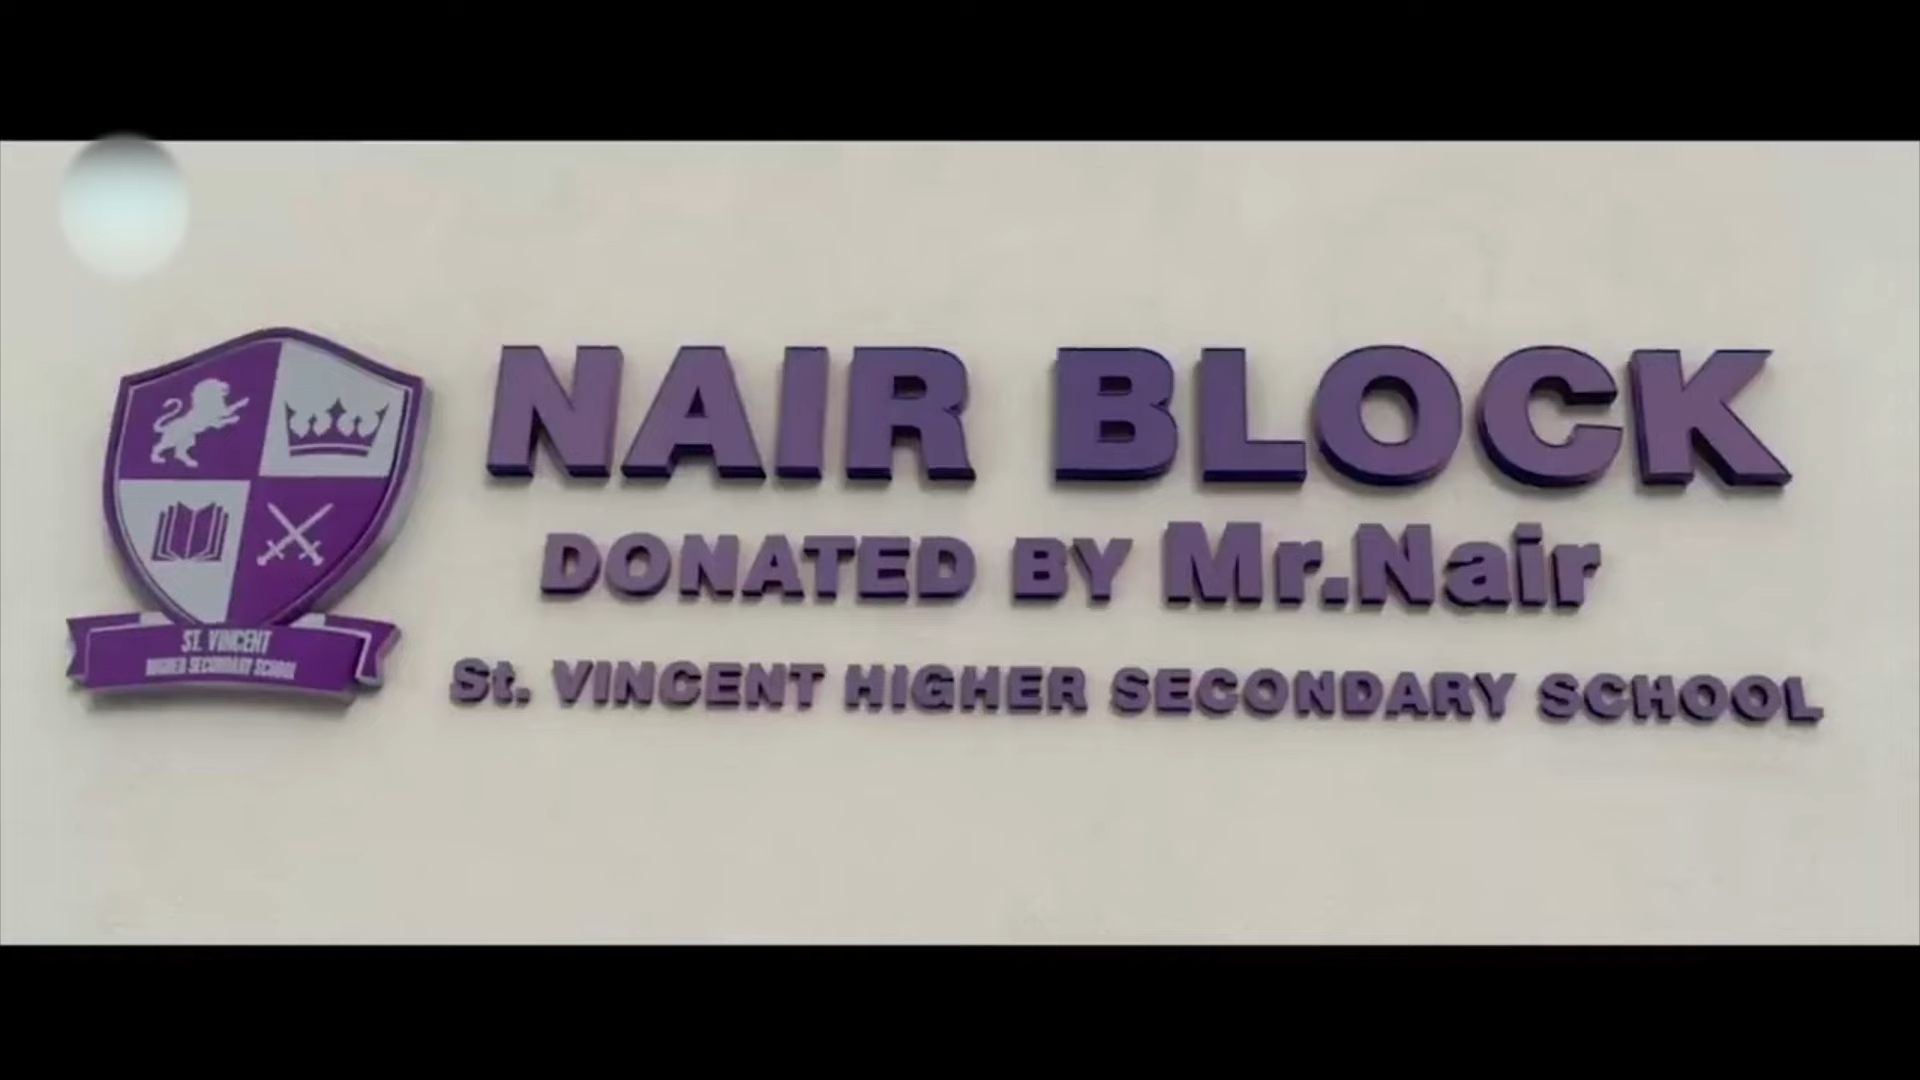 NAIR BLOCK
DONATED BY Mr.Nair
St. VINCENT HIGHER SECONDARY SCHOOL
ST. VINCENT
HIGHER SECONDARY SCHOOL